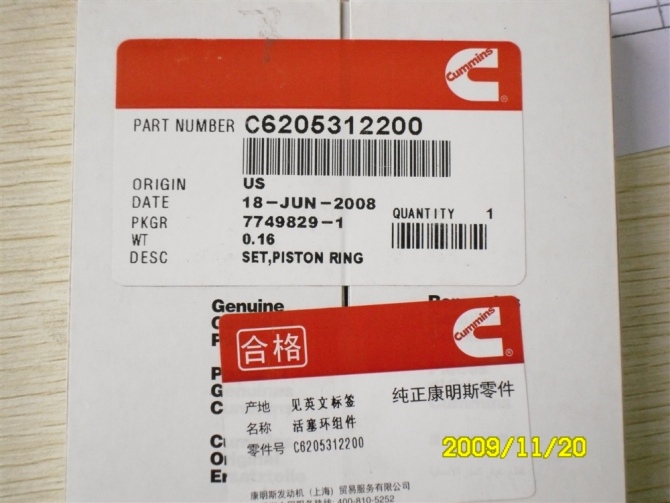 Cummins
PART NUMBER C6205312200
ORIGIN US
DATE 18-JUN-2008
PKGR 7749829-1
WT 0.16
DESC SET,PISTON RING
QUANTITY 1
Genuine
Cummins
合格
纯正康明斯零件
产地 见英文标签
名称 活塞环组件
零件号 C6205312200
康明斯发动机(上海)贸易服务有限公司
400-810-5252
2009/11/20